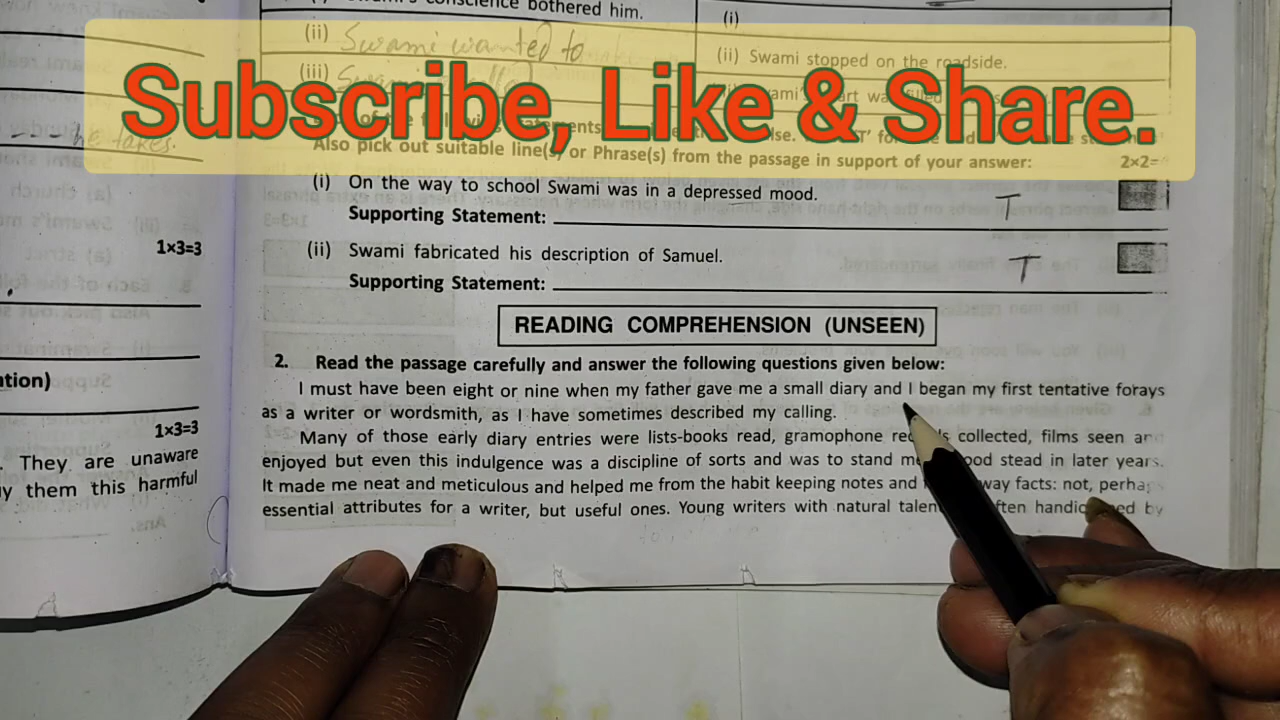 conscience bothered him.
(i)
(ii) Swami wanted to
(ii) Swami stopped on the roadside.
(iii) Swami
Subscribe, Like & Share.
he takes.
Also pick out suitable line(s) or Phrase(s) from the passage in support of your answer: 2×2=
(i) On the way to school Swami was in a depressed mood. T
Supporting Statement:
1×3=3
(ii) Swami fabricated his description of Samuel. T
Supporting Statement:
READING COMPREHENSION (UNSEEN)
2. Read the passage carefully and answer the following questions given below:
ation)
I must have been eight or nine when my father gave me a small diary and I began my first tentative forays
as a writer or wordsmith, as I have sometimes described my calling.
1×3=3
Many of those early diary entries were lists-books read, gramophone collected, films seen
. They are unaware
enjoyed but even this indulgence was a discipline of sorts and was to stand stead in later years.
y them this harmful
It made me neat and meticulous and helped me from the habit keeping notes and facts: not,
essential attributes for a writer, but useful ones. Young writers with natural by